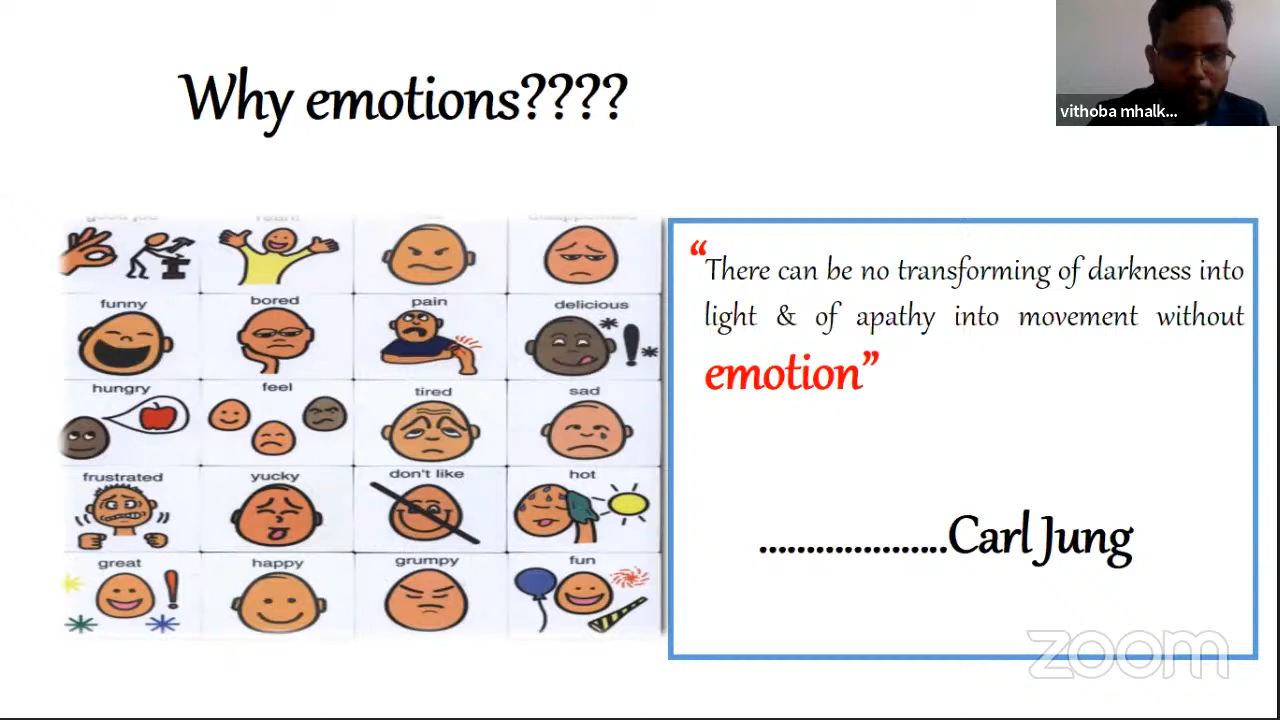 Why emotions????
vithoba mhalk...
funny
bored
pain
delicious
hungry
feel
tired
sad
frustrated
yucky
don't like
hot
great
happy
grumpy
fun
“There can be no transforming of darkness into
light & of apathy into movement without
emotion”
...................Carl Jung
zoom